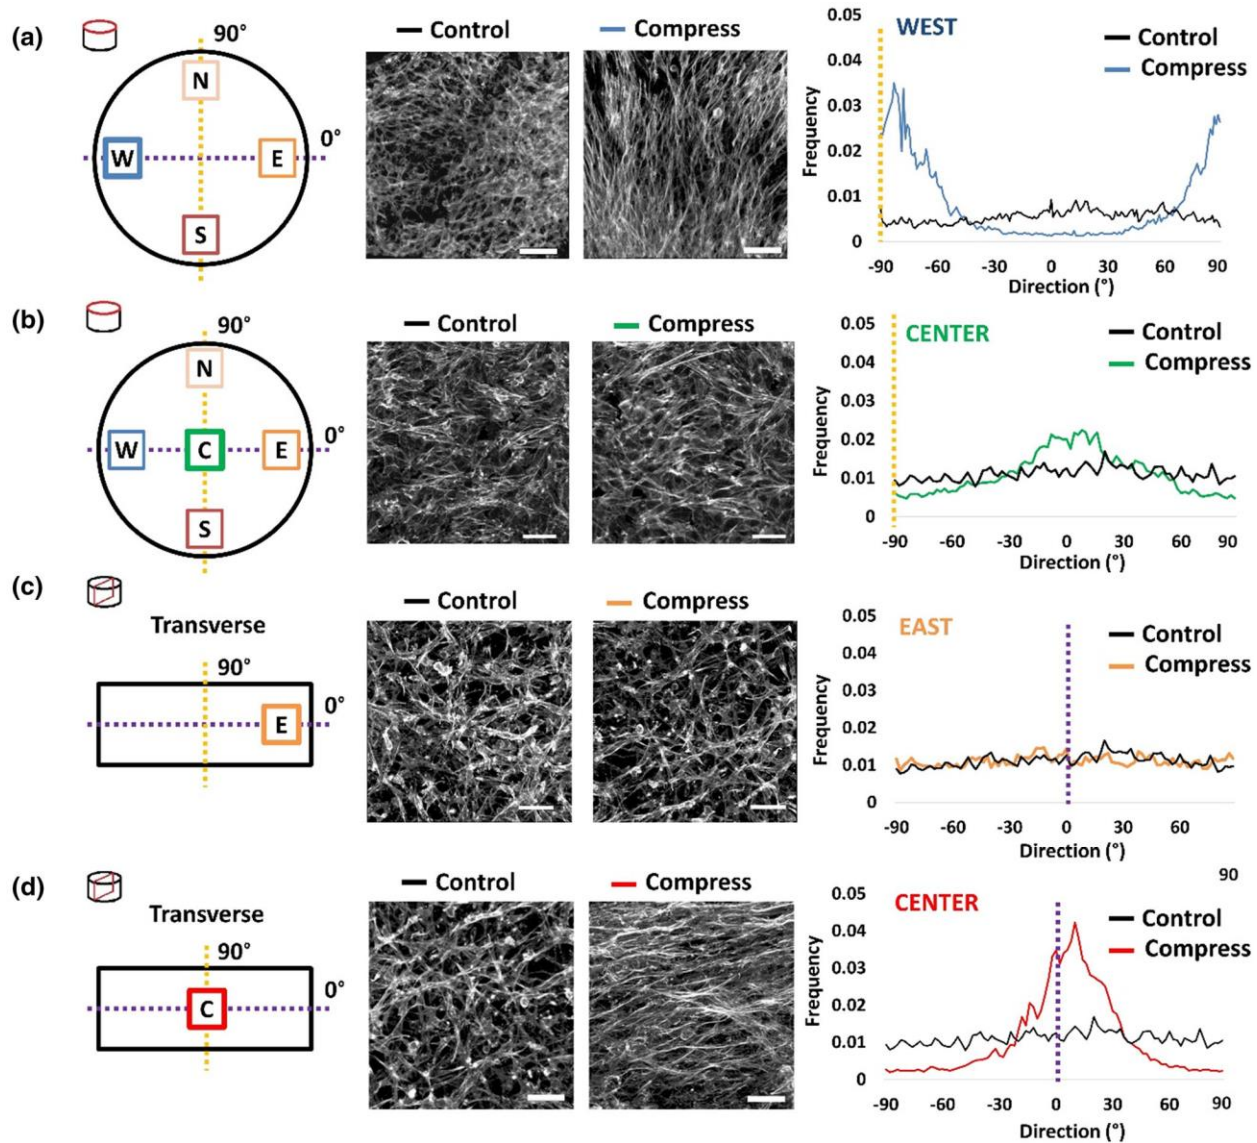 (a)
90°
N
0°
W
E
S
Control
Compress
WEST
Control
Compress
Frequency
0.05
0.04
0.03
0.02
0.01
0
-90
-60
-30
0
30
60
90
Direction (°)
(b)
90°
N
0°
W
C
E
S
Control
Compress
CENTER
Control
Compress
Frequency
0.05
0.04
0.03
0.02
0.01
0
-90
-60
-30
0
30
60
90
Direction (°)
(c)
Transverse
90°
0°
E
Control
Compress
EAST
Control
Compress
Frequency
0.05
0.04
0.03
0.02
0.01
0
-90
-60
-30
0
30
60
Direction (°)
90
(d)
Transverse
90°
0°
C
Control
Compress
CENTER
Control
Compress
Frequency
0.05
0.04
0.03
0.02
0.01
0
-90
-60
-30
0
30
60
90
Direction (°)